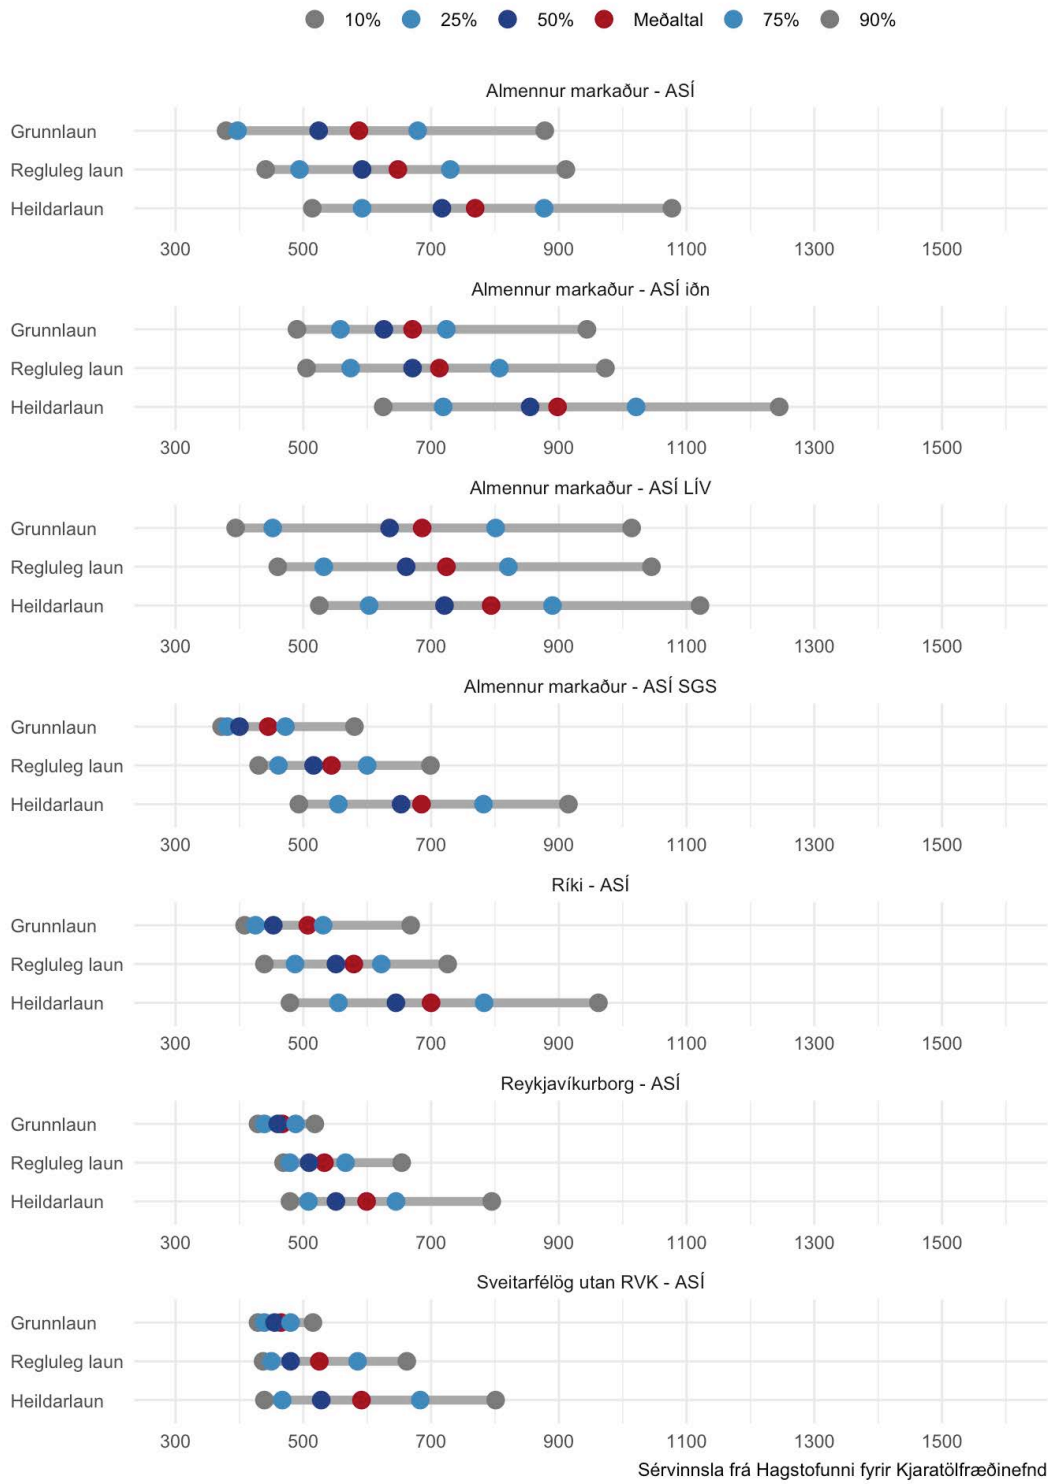 10% 25% 50% Meðaltal 75% 90%
Almennur markaður - ASÍ
Grunnlaun
Regluleg laun
Heildarlaun
300 500 700 900 1100 1300 1500
Almennur markaður - ASÍ iðn
Grunnlaun
Regluleg laun
Heildarlaun
300 500 700 900 1100 1300 1500
Almennur markaður - ASÍ LÍV
Grunnlaun
Regluleg laun
Heildarlaun
300 500 700 900 1100 1300 1500
Almennur markaður - ASÍ SGS
Grunnlaun
Regluleg laun
Heildarlaun
300 500 700 900 1100 1300 1500
Ríki - ASÍ
Grunnlaun
Regluleg laun
Heildarlaun
300 500 700 900 1100 1300 1500
Reykjavíkurborg - ASÍ
Grunnlaun
Regluleg laun
Heildarlaun
300 500 700 900 1100 1300 1500
Sveitarfélög utan RVK - ASÍ
Grunnlaun
Regluleg laun
Heildarlaun
300 500 700 900 1100 1300 1500
Sérvinnsla frá Hagstofunni fyrir Kjaratölfræðinefnd